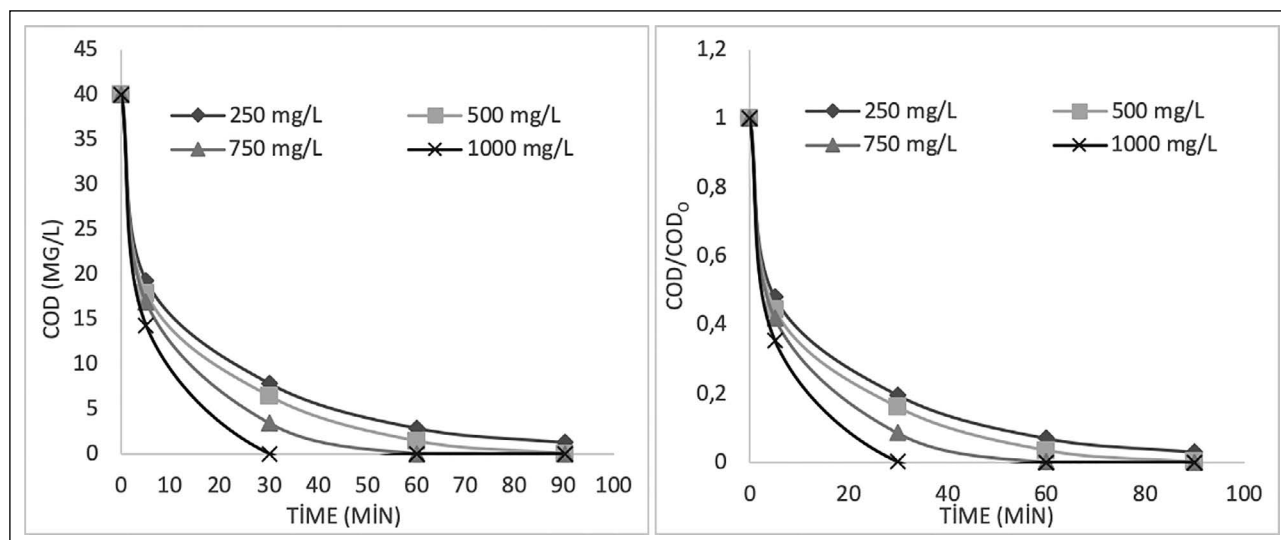 45
40
35
30
25
20
15
10
5
0
COD (MG/L)
250 mg/L
500 mg/L
750 mg/L
1000 mg/L
0 10 20 30 40 50 60 70 80 90 100
TİME (MİN)
1,2
1
0,8
0,6
0,4
0,2
0
COD/COD₀
250 mg/L
500 mg/L
750 mg/L
1000 mg/L
0 20 40 60 80 100
TİME (MİN)